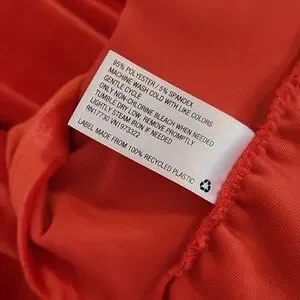 95% POLYESTER / 5% SPANDEX
MACHINE WASH COLD WITH LIKE COLORS
GENTLE CYCLE
ONLY NON CHLORINE BLEACH WHEN NEEDED
TUMBLE DRY LOW. REMOVE PROMPTLY
LIGHTLY STEAM IRON IF NEEDED
RN17730 VN1973322
LABEL MADE FROM 100% RECYCLED PLASTIC